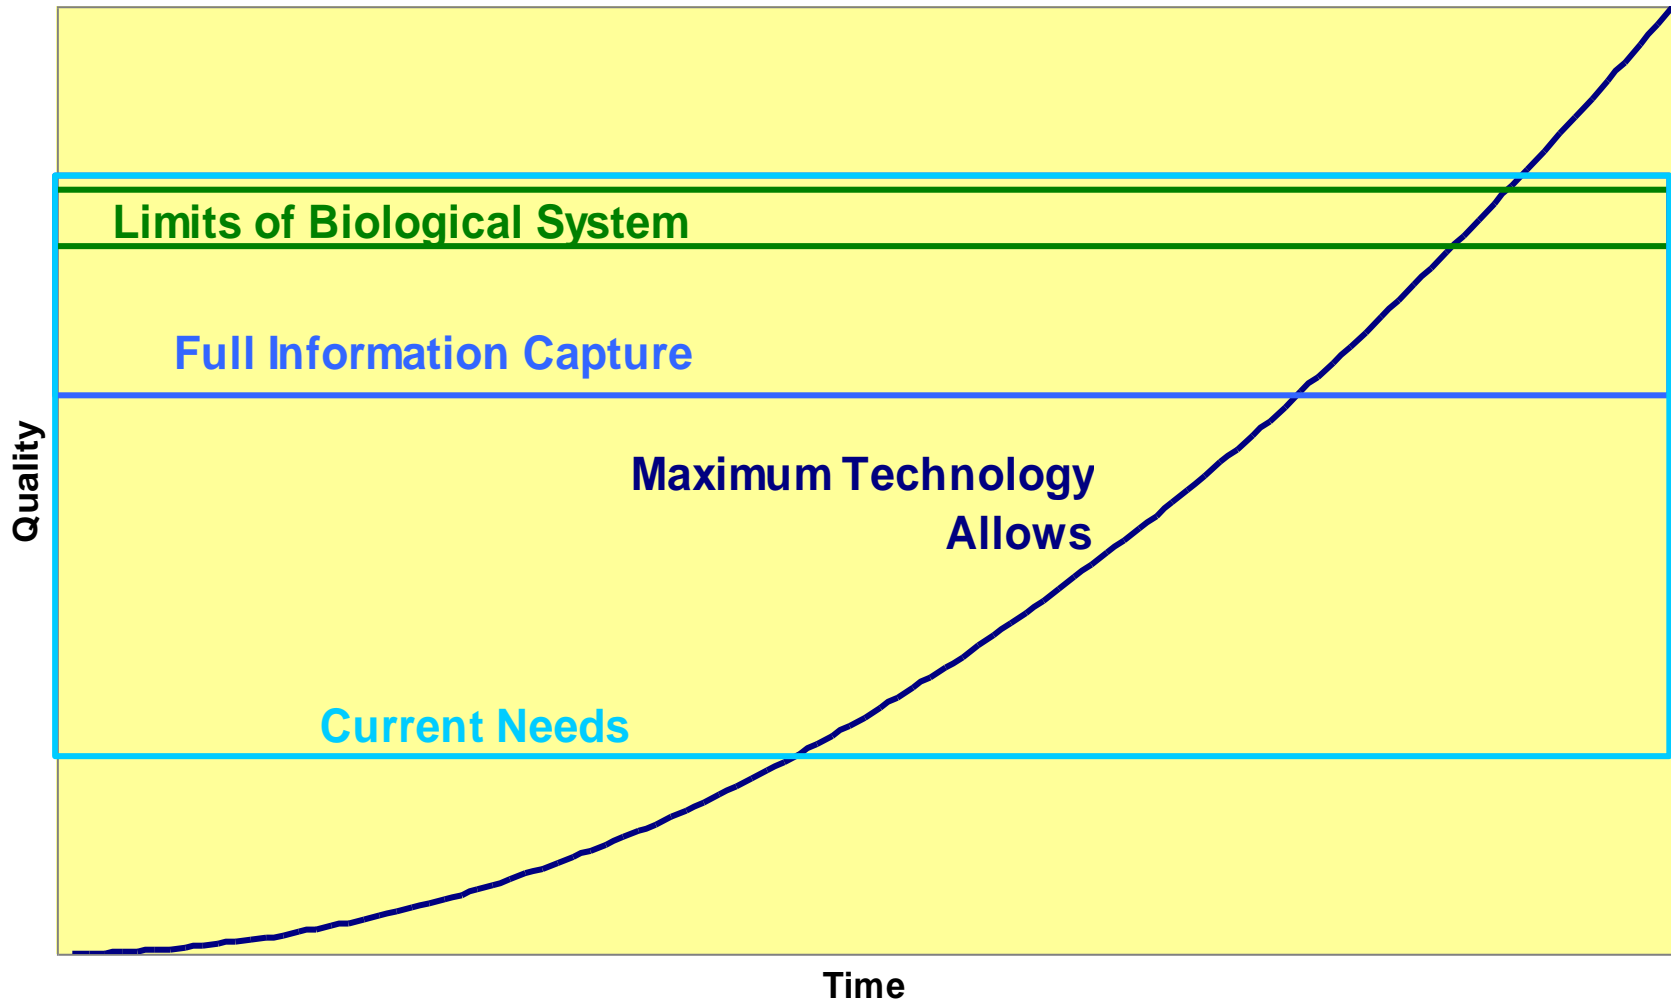 Limits of Biological System
Full Information Capture
Maximum Technology
Allows
Current Needs
Quality
Time